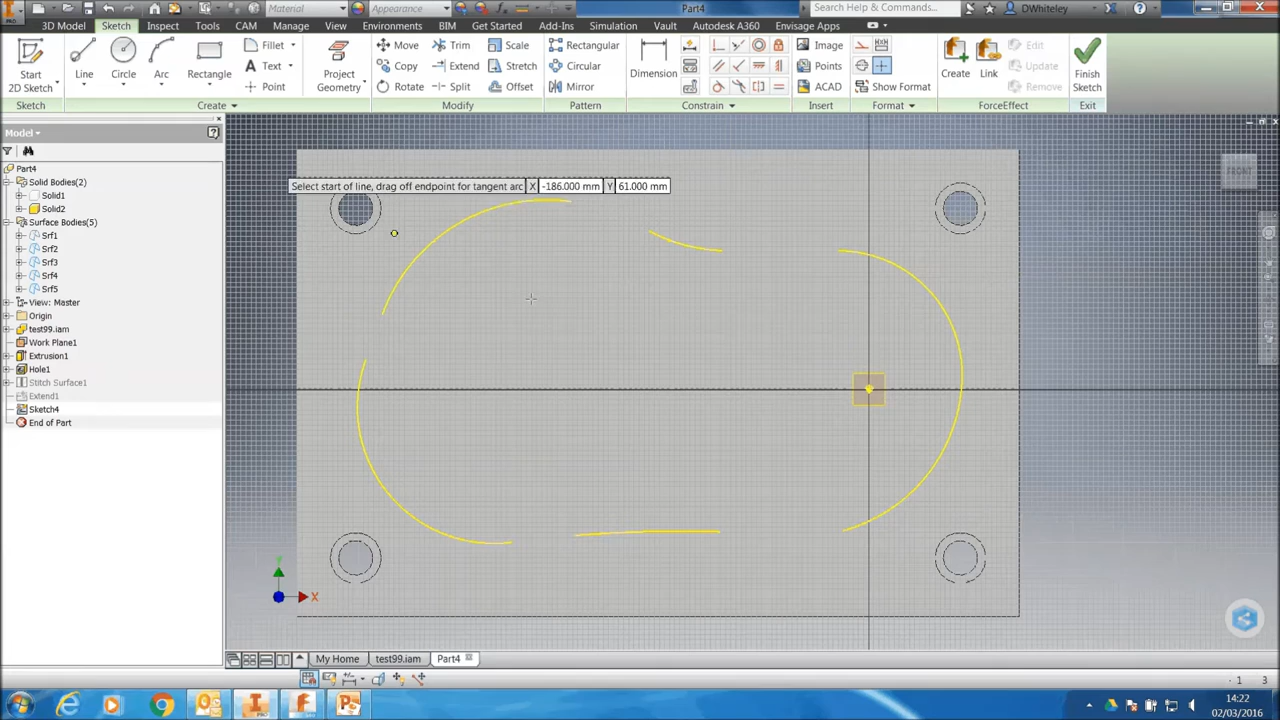 Material
Appearance
Part4
Search Help & Commands...
DWhiteley
PRO
3D Model Sketch Inspect Tools CAM Manage View Environments BIM Get Started Add-Ins Simulation Vault Autodesk A360 Envisage Apps
Start
2D Sketch
Line
Circle
Arc
Rectangle
Fillet
Text
Point
Project
Geometry
Move
Copy
Rotate
Trim
Extend
Split
Scale
Stretch
Offset
Rectangular
Circular
Mirror
Dimension
Image
Points
ACAD
Show Format
Create
Link
Edit
Update
Remove
Finish
Sketch
Sketch Create Modify Pattern Constrain Insert Format ForceEffect Exit
Model
Part4
Solid Bodies(2)
Solid1
Solid2
Surface Bodies(5)
Srf1
Srf2
Srf3
Srf4
Srf5
View: Master
Origin
test99.iam
Work Plane1
Extrusion1
Hole1
Stitch Surface1
Extend1
Sketch4
End of Part
Select start of line, drag off endpoint for tangent arc X -186.000 mm Y 61.000 mm
FRONT
Y
X
My Home test99.iam Part4
1 3
14:22
02/03/2016